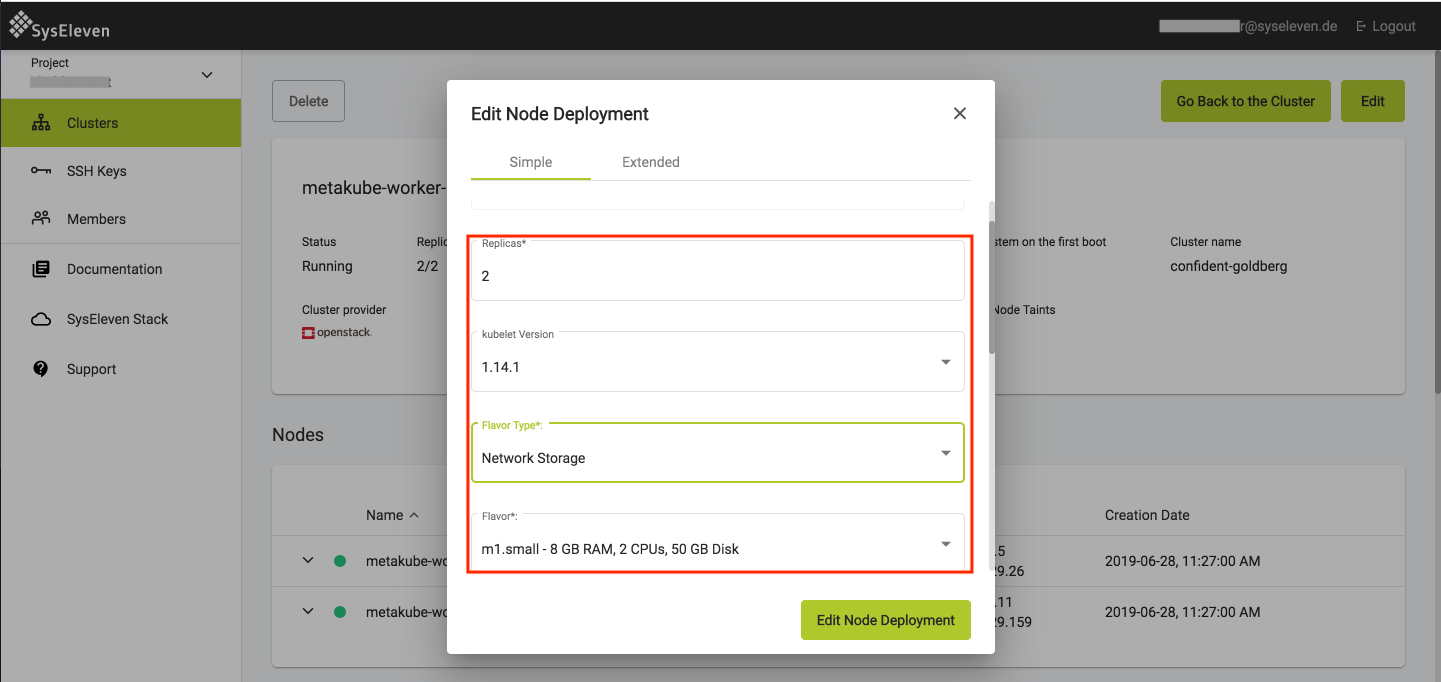 SysEleven
r@syseleven.de
Logout
Project
Clusters
SSH Keys
Members
Documentation
SysEleven Stack
Support
Delete
Go Back to the Cluster
Edit
metakube-worker-
Status
Running
2/2
stem on the first boot
Cluster name
confident-goldberg
Cluster provider
openstack.
Node Taints
Nodes
Name
Creation Date
metakube-wo
.5
29.26
2019-06-28, 11:27:00 AM
metakube-wo
.11
29.159
2019-06-28, 11:27:00 AM
Edit Node Deployment
Simple
Extended
Replicas*
2
kubelet Version
1.14.1
Flavor Type*:
Network Storage
Flavor*:
m1.small - 8 GB RAM, 2 CPUs, 50 GB Disk
Edit Node Deployment